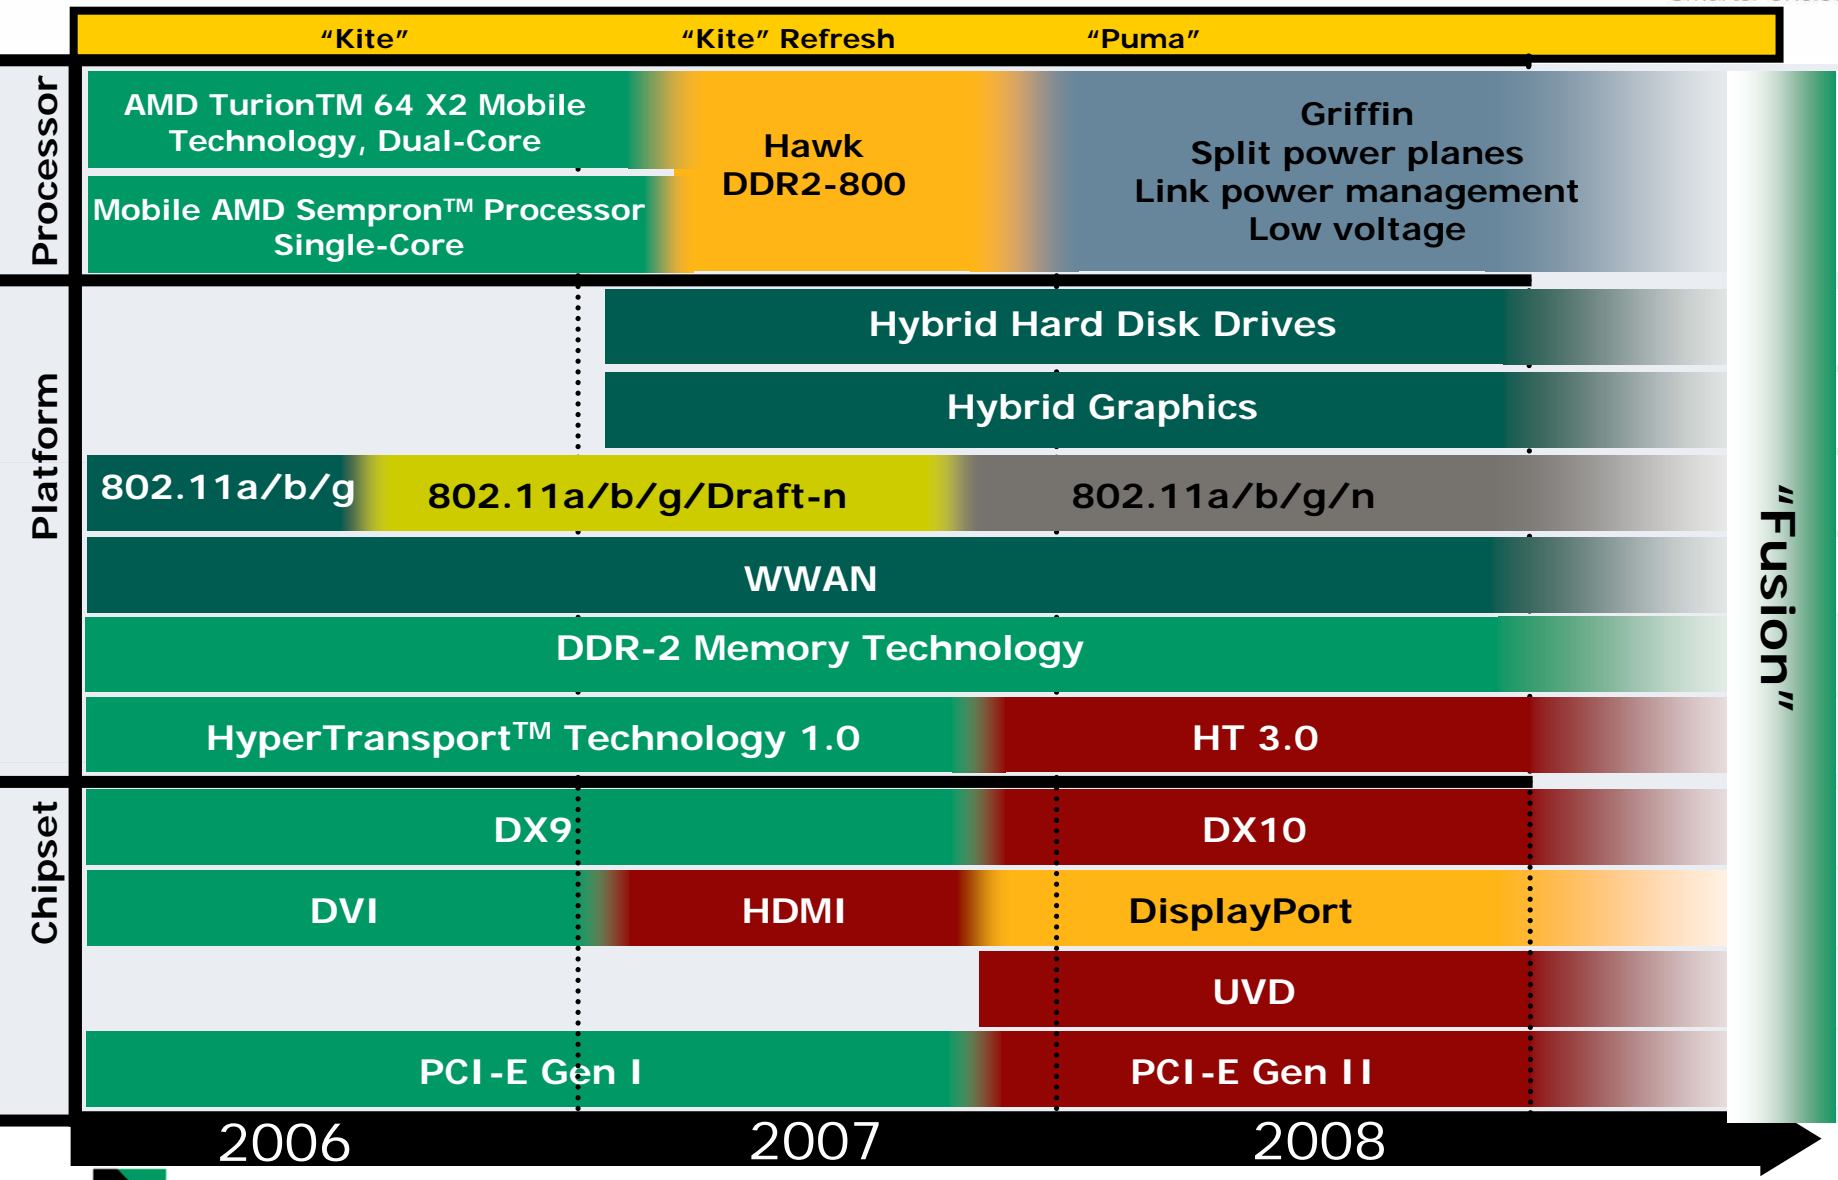 “Kite”
“Kite” Refresh
“Puma”
Processor
AMD TurionTM 64 X2 Mobile
Technology, Dual-Core
Mobile AMD Sempron™ Processor
Single-Core
Hawk
DDR2-800
Griffin
Split power planes
Link power management
Low voltage
Platform
Hybrid Hard Disk Drives
Hybrid Graphics
802.11a/b/g
802.11a/b/g/Draft-n
802.11a/b/g/n
WWAN
DDR-2 Memory Technology
HyperTransport™ Technology 1.0
HT 3.0
Chipset
DX9
DX10
DVI
HDMI
DisplayPort
UVD
PCI-E Gen I
PCI-E Gen II
“Fusion”
2006
2007
2008